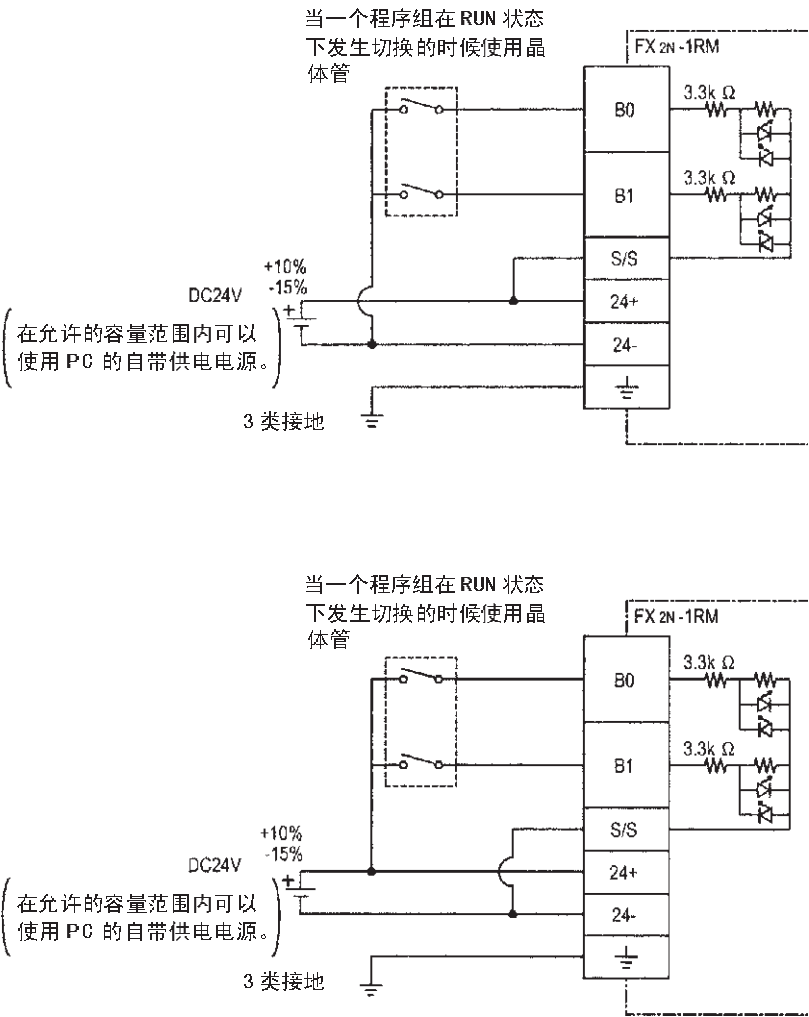 当一个程序组在 RUN 状态
下发生切换的时候使用晶
体管
FX 2N -1RM
3.3k Ω
B0
3.3k Ω
B1
S/S
+10%
-15%
DC24V
+
24+
在允许的容量范围内可以
使用 PC 的自带供电电源。
24-
3 类接地
当一个程序组在 RUN 状态
下发生切换的时候使用晶
体管
FX 2N -1RM
3.3k Ω
B0
3.3k Ω
B1
S/S
+10%
-15%
DC24V
+
24+
在允许的容量范围内可以
使用 PC 的自带供电电源。
24-
3 类接地